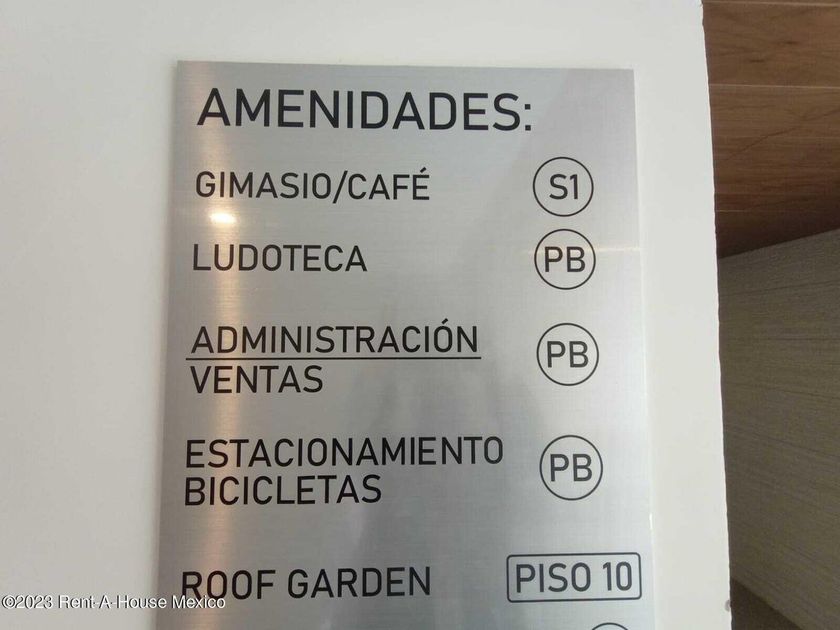 AMENIDADES:
GIMASIO/CAFÉ S1
LUDOTECA PB
ADMINISTRACIÓN
VENTAS PB
ESTACIONAMIENTO
BICICLETAS PB
ROOF GARDEN PISO 10
©2023 Rent-A-House Mexico